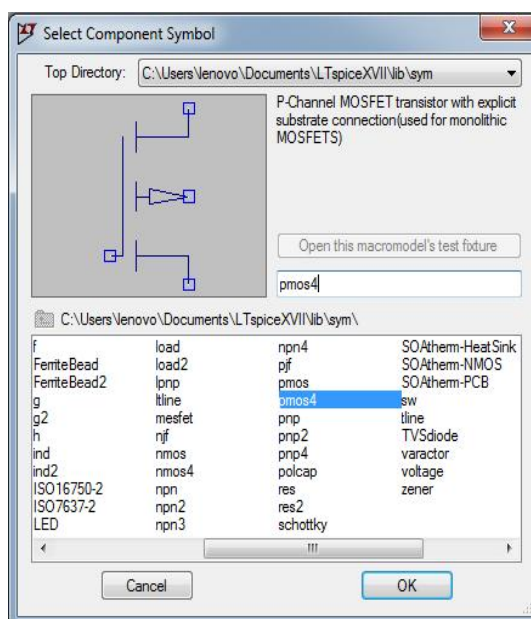 Select Component Symbol
Top Directory: C:\Users\lenovo\Documents\LTspiceXVII\lib\sym
P-Channel MOSFET transistor with explicit
substrate connection(used for monolithic
MOSFETS)
Open this macromodel's test fixture
pmos4
C:\Users\lenovo\Documents\LTspiceXVII\lib\sym\
f load npn4 SOAtherm-HeatSink
FerriteBead load2 pjf SOAtherm-NMOS
FerriteBead2 lpnp pmos SOAtherm-PCB
g ltline pmos4 sw
g2 mesfet pnp tline
h njf pnp2 TVSdiode
ind nmos pnp4 varactor
ind2 nmos4 polcap voltage
ISO16750-2 npn res zener
ISO7637-2 npn2 res2
LED npn3 schottky
Cancel OK